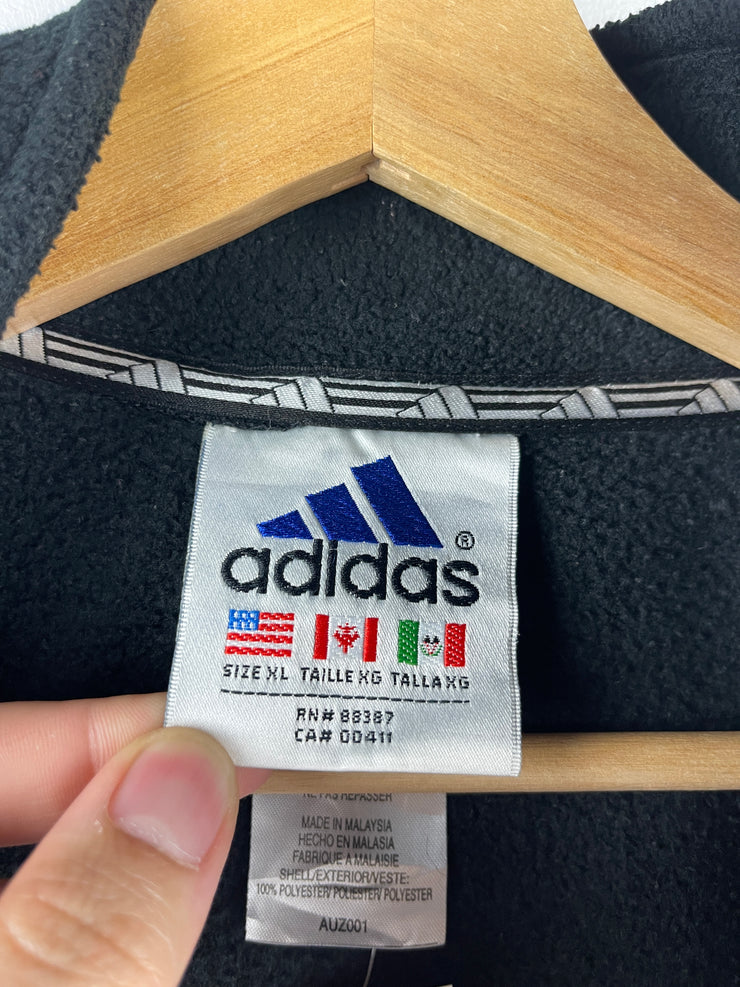 adidas®
SIZE XL TAILLE XG TALLA XG
RN# 88387
CA# 00411
NE PAS REPASSER
MADE IN MALAYSIA
HECHO EN MALASIA
FABRIQUE A MALAISIE
SHELL/EXTERIOR/VESTE:
100% POLYESTER/POLIESTER/POLYESTER
AUZ001